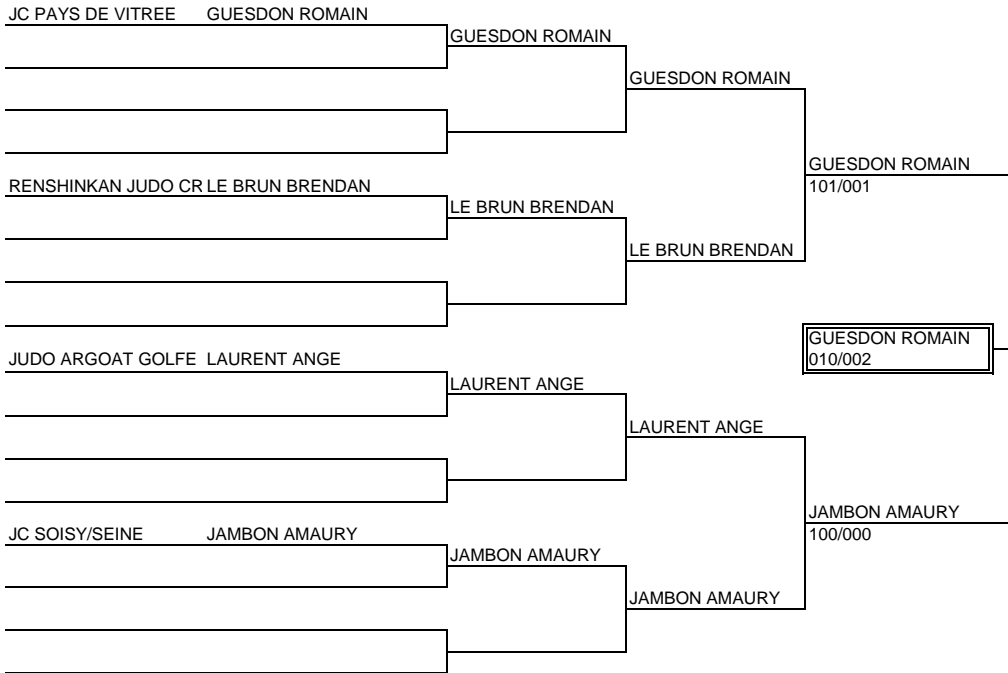 JC PAYS DE VITREE GUESDON ROMAIN
GUESDON ROMAIN
GUESDON ROMAIN
GUESDON ROMAIN
101/001
RENSHINKAN JUDO CR LE BRUN BRENDAN
LE BRUN BRENDAN
LE BRUN BRENDAN
GUESDON ROMAIN
010/002
JUDO ARGOAT GOLFE LAURENT ANGE
LAURENT ANGE
LAURENT ANGE
JAMBON AMAURY
100/000
JC SOISY/SEINE JAMBON AMAURY
JAMBON AMAURY
JAMBON AMAURY